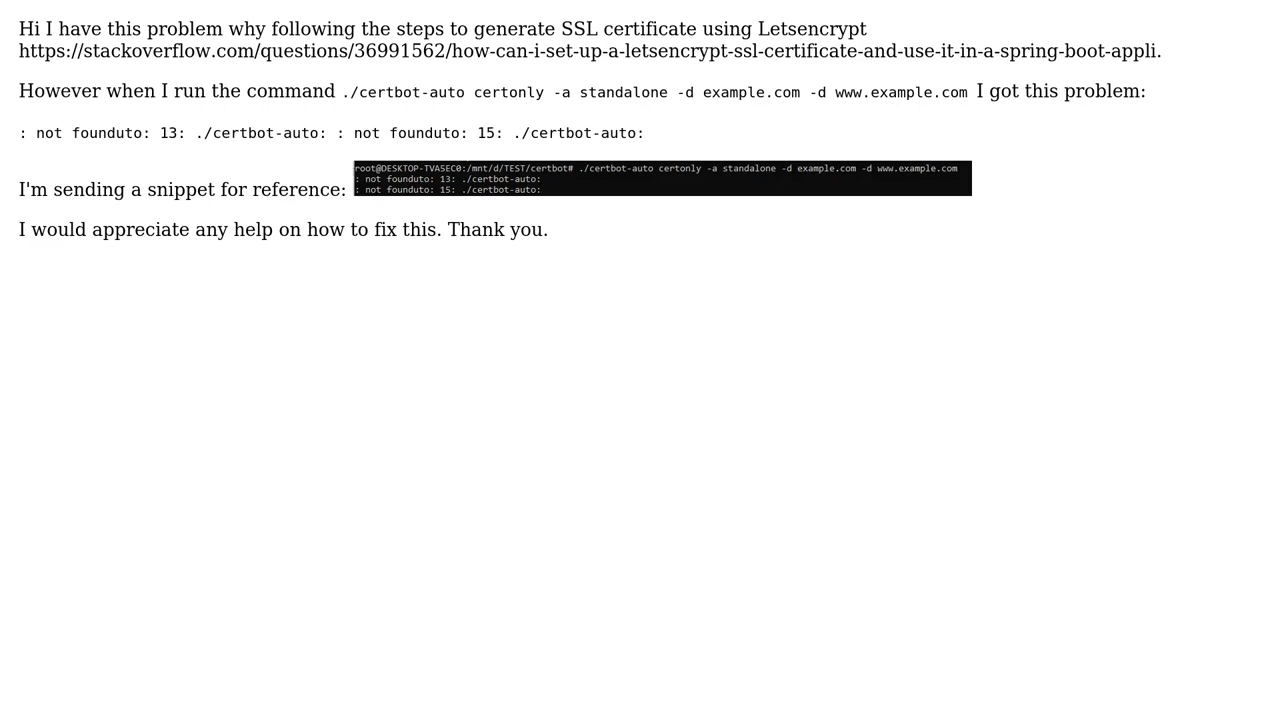 Hi I have this problem why following the steps to generate SSL certificate using Letsencrypt
https://stackoverflow.com/questions/36991562/how-can-i-set-up-a-letsencrypt-ssl-certificate-and-use-it-in-a-spring-boot-appli.
However when I run the command ./certbot-auto certonly -a standalone -d example.com -d www.example.com I got this problem:
: not founduto: 13: ./certbot-auto: : not founduto: 15: ./certbot-auto:
root@DESKTOP-TVA5EC0:/mnt/d/TEST/certbot# ./certbot-auto certonly -a standalone -d example.com -d www.example.com
: not founduto: 13: ./certbot-auto:
: not founduto: 15: ./certbot-auto:
I'm sending a snippet for reference:
I would appreciate any help on how to fix this. Thank you.